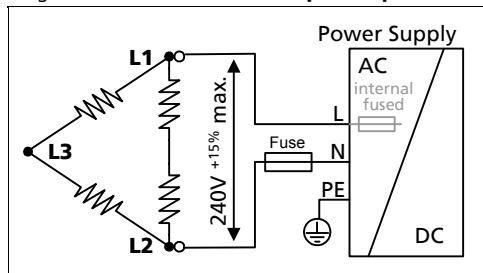 Power Supply
L1
AC
internal
fused
L
L3
240V +15% max.
Fuse
N
PE
L2
DC